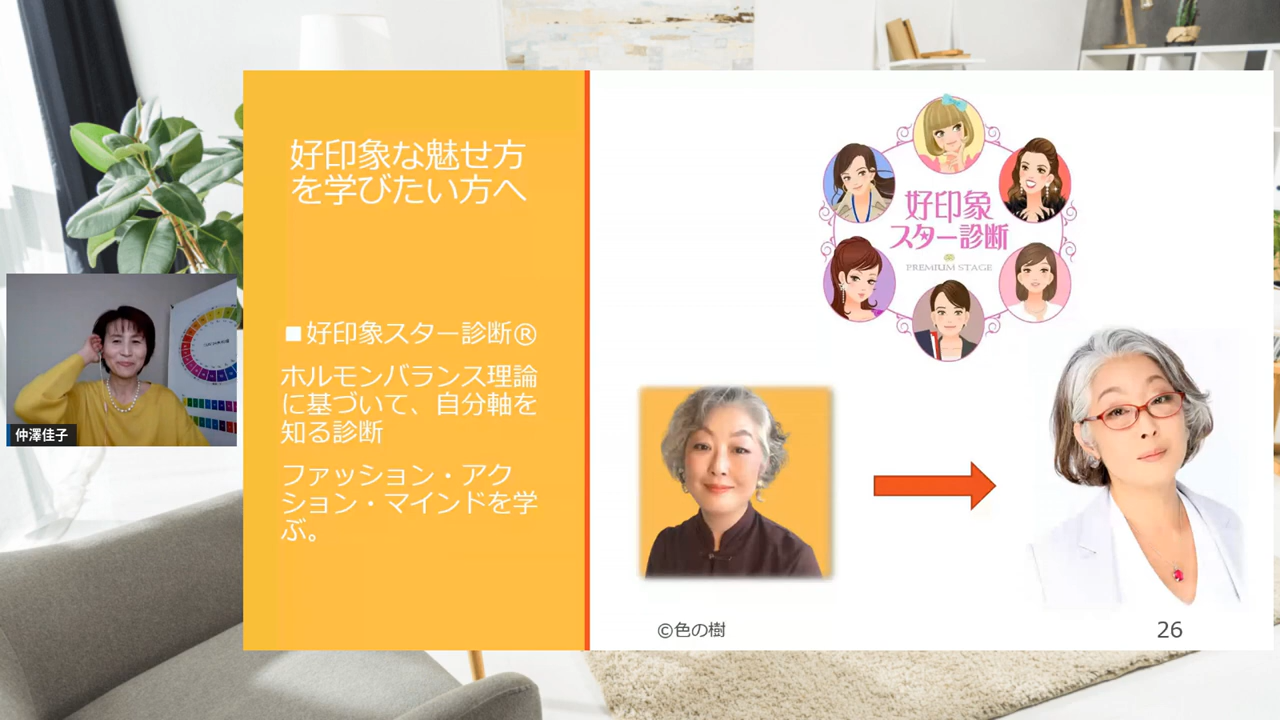 好印象な魅せ方
を学びたい方へ
■好印象スター診断®
ホルモンバランス理論
に基づいて、自分軸を
知る診断
ファッション・アク
ション・マインドを学
ぶ。
好印象
スター診断
PREMIUM STAGE
仲澤佳子
©色の樹
26